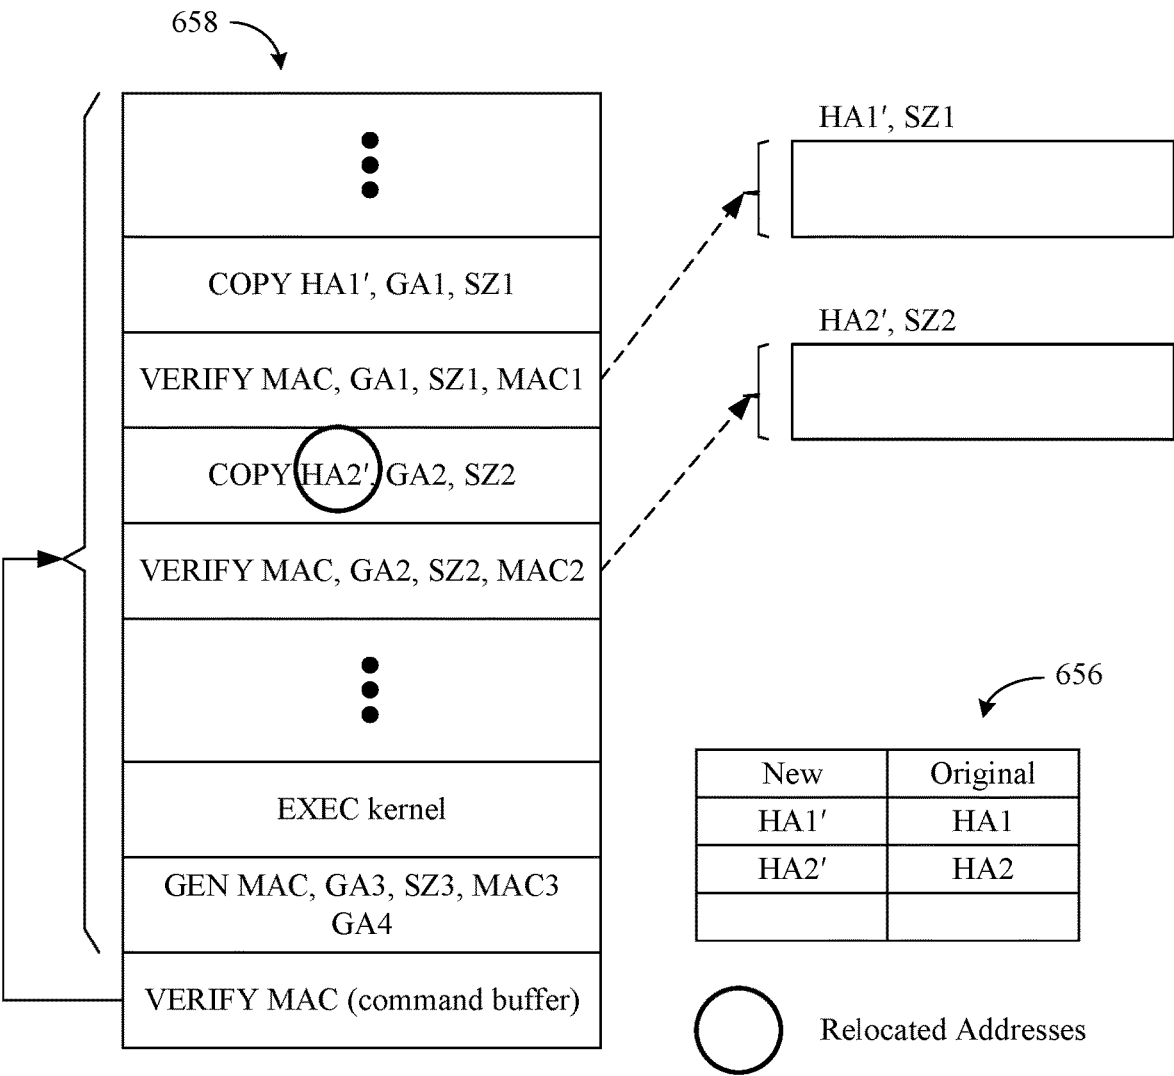 658
COPY HA1′, GA1, SZ1
VERIFY MAC, GA1, SZ1, MAC1
COPY HA2′, GA2, SZ2
VERIFY MAC, GA2, SZ2, MAC2
EXEC kernel
GEN MAC, GA3, SZ3, MAC3
GA4
VERIFY MAC (command buffer)
HA1′, SZ1
HA2′, SZ2
656
New Original
HA1′ HA1
HA2′ HA2
Relocated Addresses